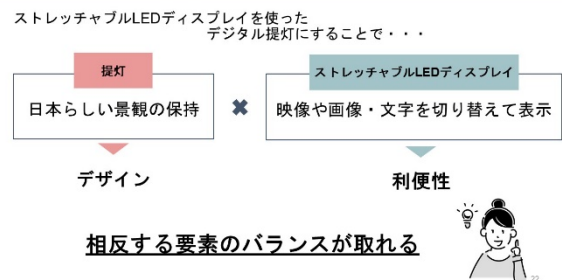 ストレッチャブルLEDディスプレイを使った
デジタル提灯にすることで・・・
提灯
日本らしい景観の保持
×
ストレッチャブルLEDディスプレイ
映像や画像・文字を切り替えて表示
デザイン
利便性
相反する要素のバランスが取れる
22